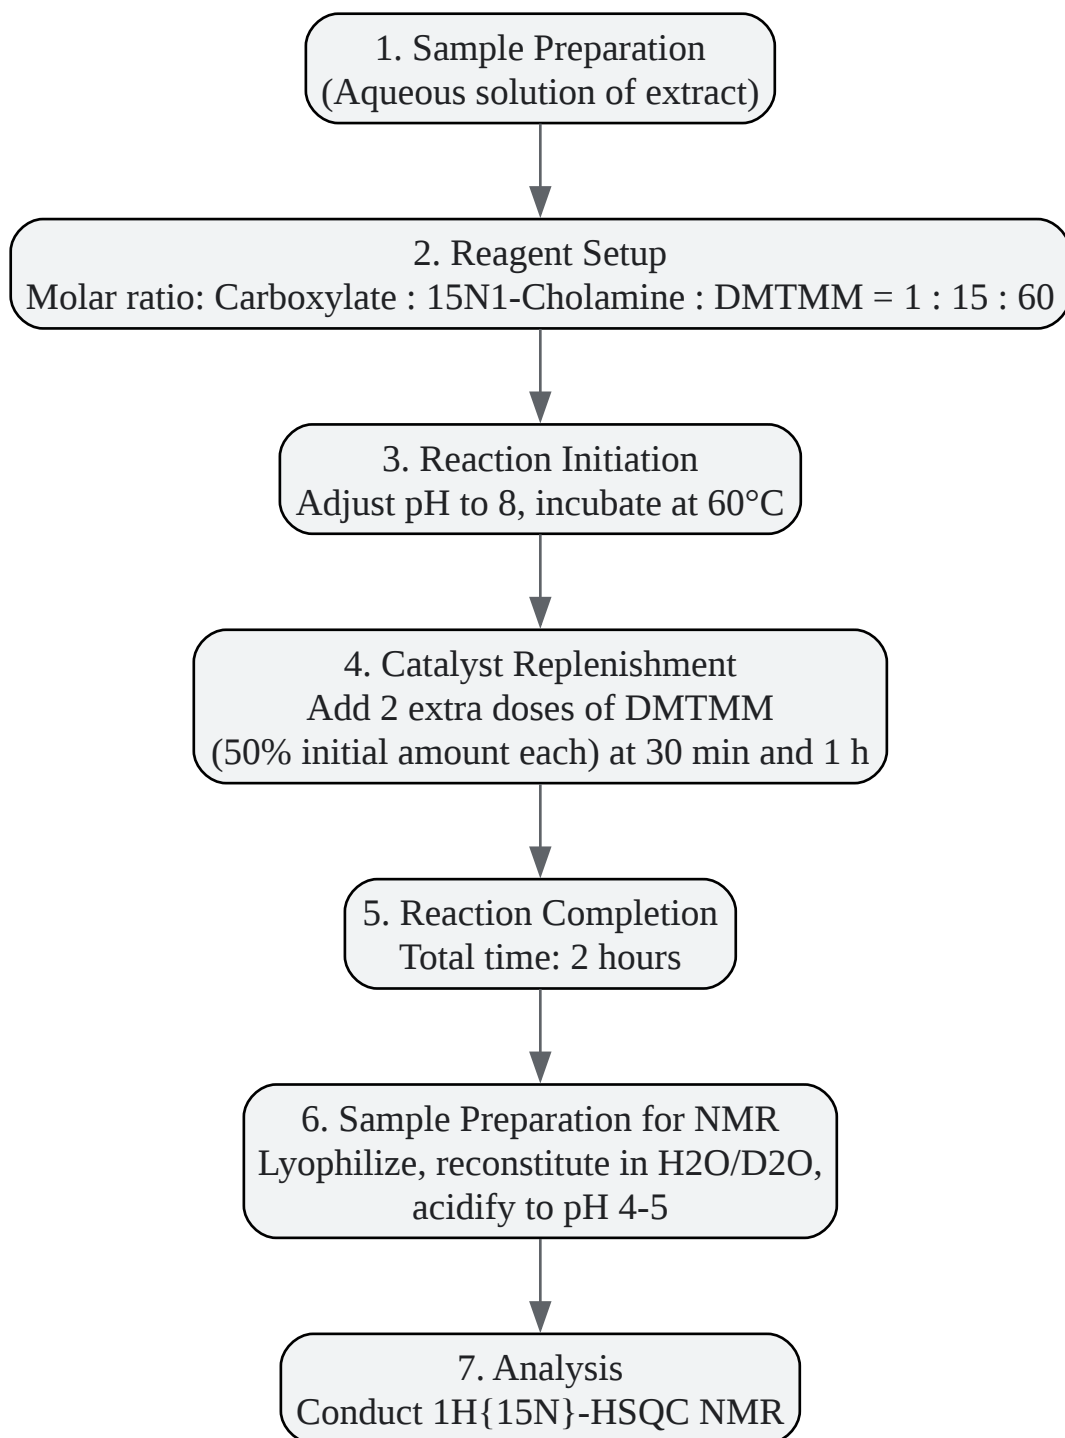 1. Sample Preparation
(Aqueous solution of extract)
2. Reagent Setup
Molar ratio: Carboxylate : 15N1-Cholamine : DMTMM = 1 : 15 : 60
3. Reaction Initiation
Adjust pH to 8, incubate at 60°C
4. Catalyst Replenishment
Add 2 extra doses of DMTMM
(50% initial amount each) at 30 min and 1 h
5. Reaction Completion
Total time: 2 hours
6. Sample Preparation for NMR
Lyophilize, reconstitute in H2O/D2O,
acidify to pH 4-5
7. Analysis
Conduct 1H{15N}-HSQC NMR